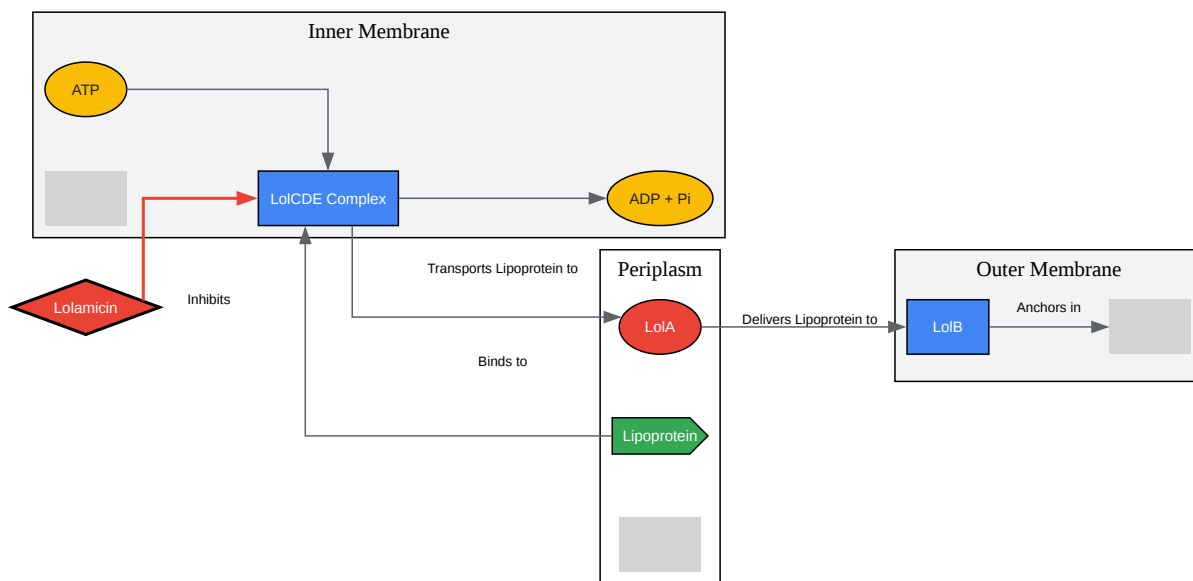 Inner Membrane
ATP
LolCDE Complex
ADP + Pi
Lolamicin
Inhibits
Transports Lipoprotein to
Binds to
Periplasm
LolA
Lipoprotein
Delivers Lipoprotein to
Outer Membrane
LolB
Anchors in